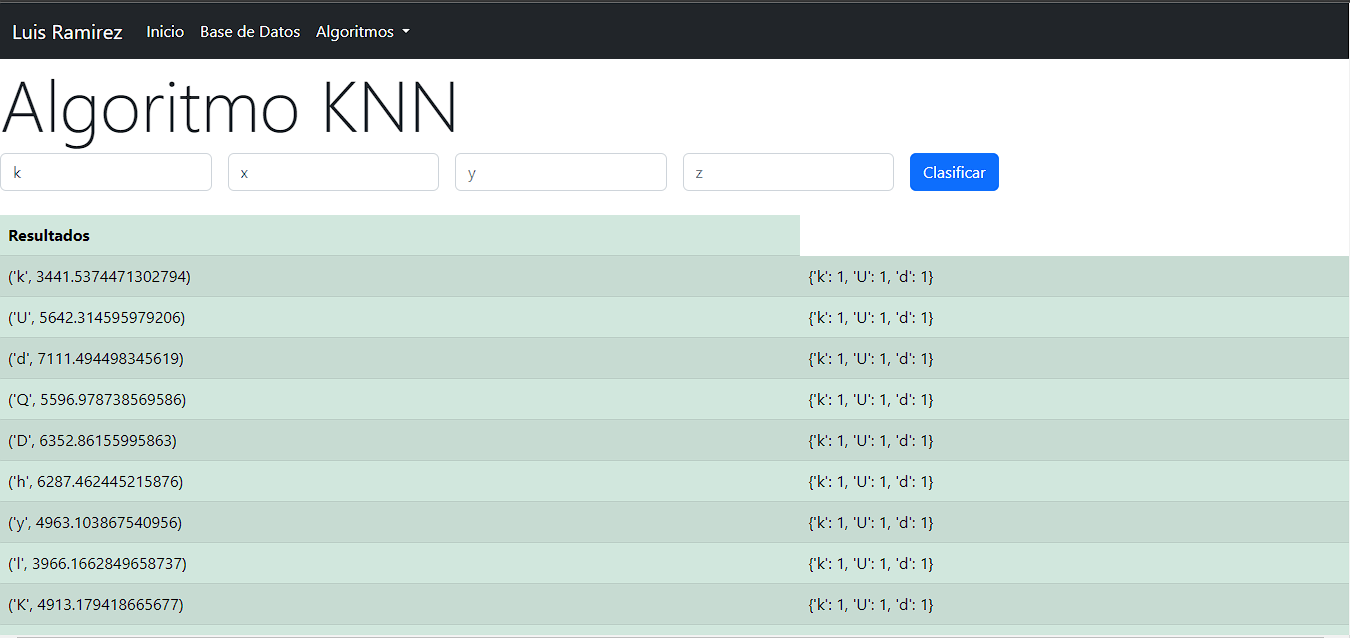 Luis Ramirez Inicio Base de Datos Algoritmos
Algoritmo KNN
k x y z Clasificar
Resultados
('k', 3441.5374471302794) {'k': 1, 'U': 1, 'd': 1}
('U', 5642.314595979206) {'k': 1, 'U': 1, 'd': 1}
('d', 7111.494498345619) {'k': 1, 'U': 1, 'd': 1}
('Q', 5596.978738569586) {'k': 1, 'U': 1, 'd': 1}
('D', 6352.86155995863) {'k': 1, 'U': 1, 'd': 1}
('h', 6287.462445215876) {'k': 1, 'U': 1, 'd': 1}
('y', 4963.103867540956) {'k': 1, 'U': 1, 'd': 1}
('l', 3966.1662849658737) {'k': 1, 'U': 1, 'd': 1}
('K', 4913.179418665677) {'k': 1, 'U': 1, 'd': 1}